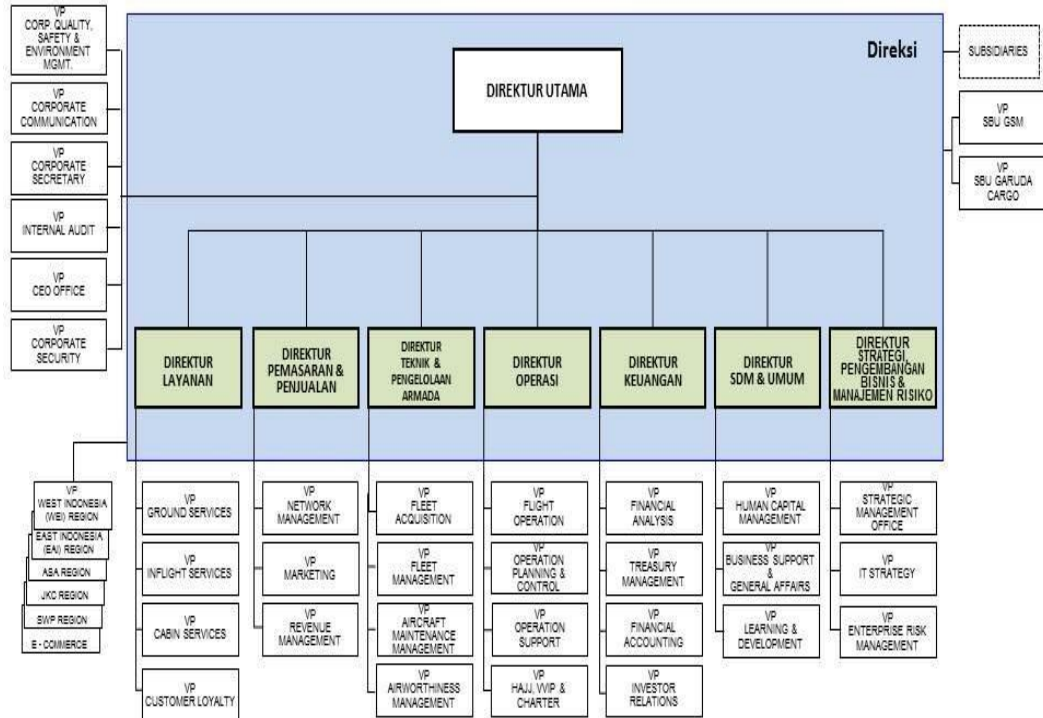 VP
CORP. QUALITY,
SAFETY &
ENVIRONMENT
MGMT.
VP
CORPORATE
COMMUNICATION
VP
CORPORATE
SECRETARY
VP
INTERNAL AUDIT
VP
CEO OFFICE
VP
CORPORATE
SECURITY
Direksi
DIREKTUR UTAMA
SUBSIDIARIES
VP
SBU GSM
VP
SBU GARUDA
CARGO
DIREKTUR
LAYANAN
DIREKTUR
PEMASARAN &
PENJUALAN
DIREKTUR
TEKNIK &
PENGELOLAAN
ARMADA
DIREKTUR
OPERASI
DIREKTUR
KEUANGAN
DIREKTUR
SDM & UMUM
DIREKTUR
STRATEGI,
PENGEMBANGAN
BISNIS &
MANAJEMEN RISIKO
VP
WEST INDONESIA
(WEI) REGION
EAST INDONESIA
(EAI) REGION
ASA REGION
JKC REGION
SWP REGION
E - COMMERCE
VP
GROUND SERVICES
VP
INFLIGHT SERVICES
VP
CABIN SERVICES
VP
CUSTOMER LOYALTY
VP
NETWORK
MANAGEMENT
VP
MARKETING
VP
REVENUE
MANAGEMENT
VP
FLEET
ACQUISITION
VP
FLEET
MANAGEMENT
VP
AIRCRAFT
MAINTENANCE
MANAGEMENT
VP
AIRWORTHINESS
MANAGEMENT
VP
FLIGHT
OPERATION
VP
OPERATION
PLANNING &
CONTROL
VP
OPERATION
SUPPORT
VP
HAJJ, VVIP &
CHARTER
VP
FINANCIAL
ANALYSIS
VP
TREASURY
MANAGEMENT
VP
FINANCIAL
ACCOUNTING
VP
INVESTOR
RELATIONS
VP
HUMAN CAPITAL
MANAGEMENT
VP
BUSINESS SUPPORT
&
GENERAL AFFAIRS
VP
LEARNING &
DEVELOPMENT
VP
STRATEGIC
MANAGEMENT
OFFICE
VP
IT STRATEGY
VP
ENTERPRISE RISK
MANAGEMENT